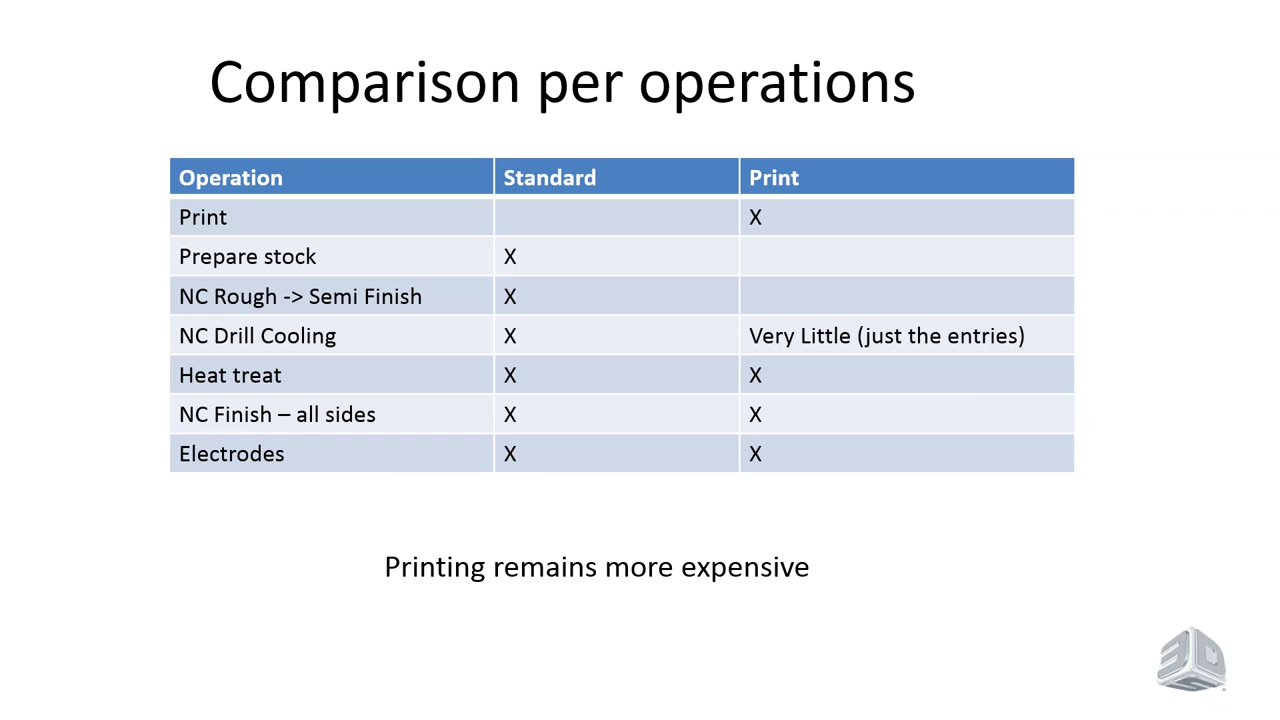 Comparison per operations
Operation Standard Print
Print X
Prepare stock X
NC Rough -> Semi Finish X
NC Drill Cooling X Very Little (just the entries)
Heat treat X X
NC Finish – all sides X X
Electrodes X X
Printing remains more expensive
3DS